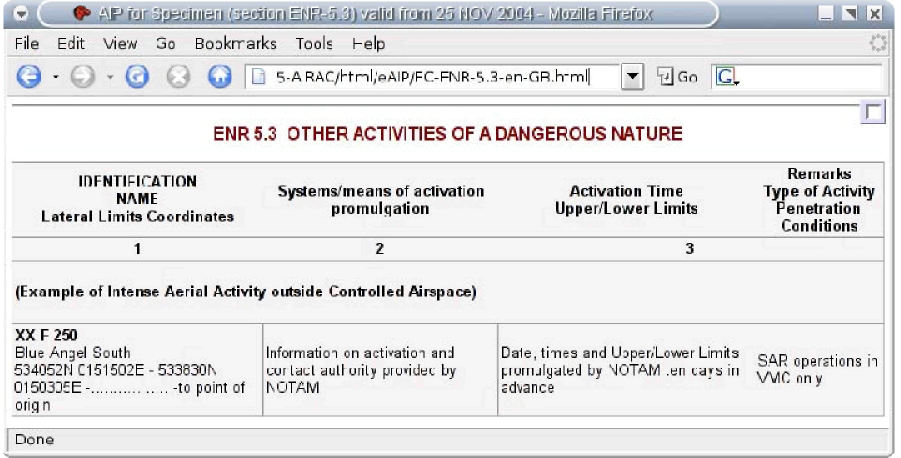 AIP for Specimen (section ENR-5.3) valid from 25 NOV 2004 - Mozilla Firefox
File Edit View Go Bookmarks Tools Help
5-AIRAC/html/eAIP/EC-ENR-5.3-en-GB.html Go G
ENR 5.3 OTHER ACTIVITIES OF A DANGEROUS NATURE
IDENTIFICATION
NAME
Lateral Limits Coordinates
Systems/means of activation
promulgation
Activation Time
Upper/Lower Limits
Remarks
Type of Activity
Penetration
Conditions
1 2 3
(Example of Intense Aerial Activity outside Controlled Airspace)
XX F 250
Blue Angel South
534052N 0151502E - 533830N
0150305E -................. -to point of
origin
Information on activation and
contact authority provided by
NOTAM
Date, times and Upper/Lower Limits
promulgated by NOTAM ten days in
advance
SAR operations in
VMC only
Done